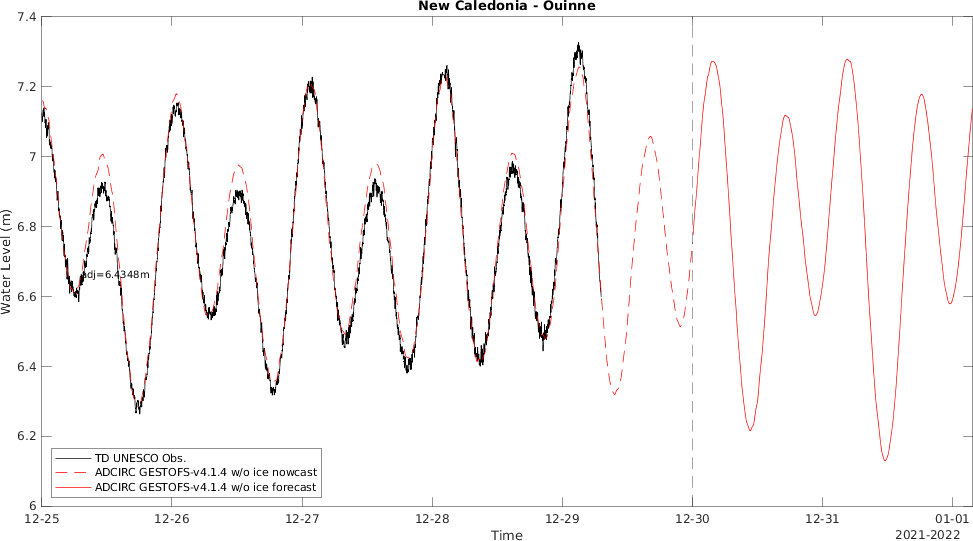 New Caledonia - Ouinne
7.4
7.2
7
6.8
6.6
6.4
6.2
6
Water Level (m)
adj=6.4348m
TD UNESCO Obs.
ADCIRC GESTOFS-v4.1.4 w/o ice nowcast
ADCIRC GESTOFS-v4.1.4 w/o ice forecast
12-25 12-26 12-27 12-28 12-29 12-30 12-31 01-01
Time
2021-2022